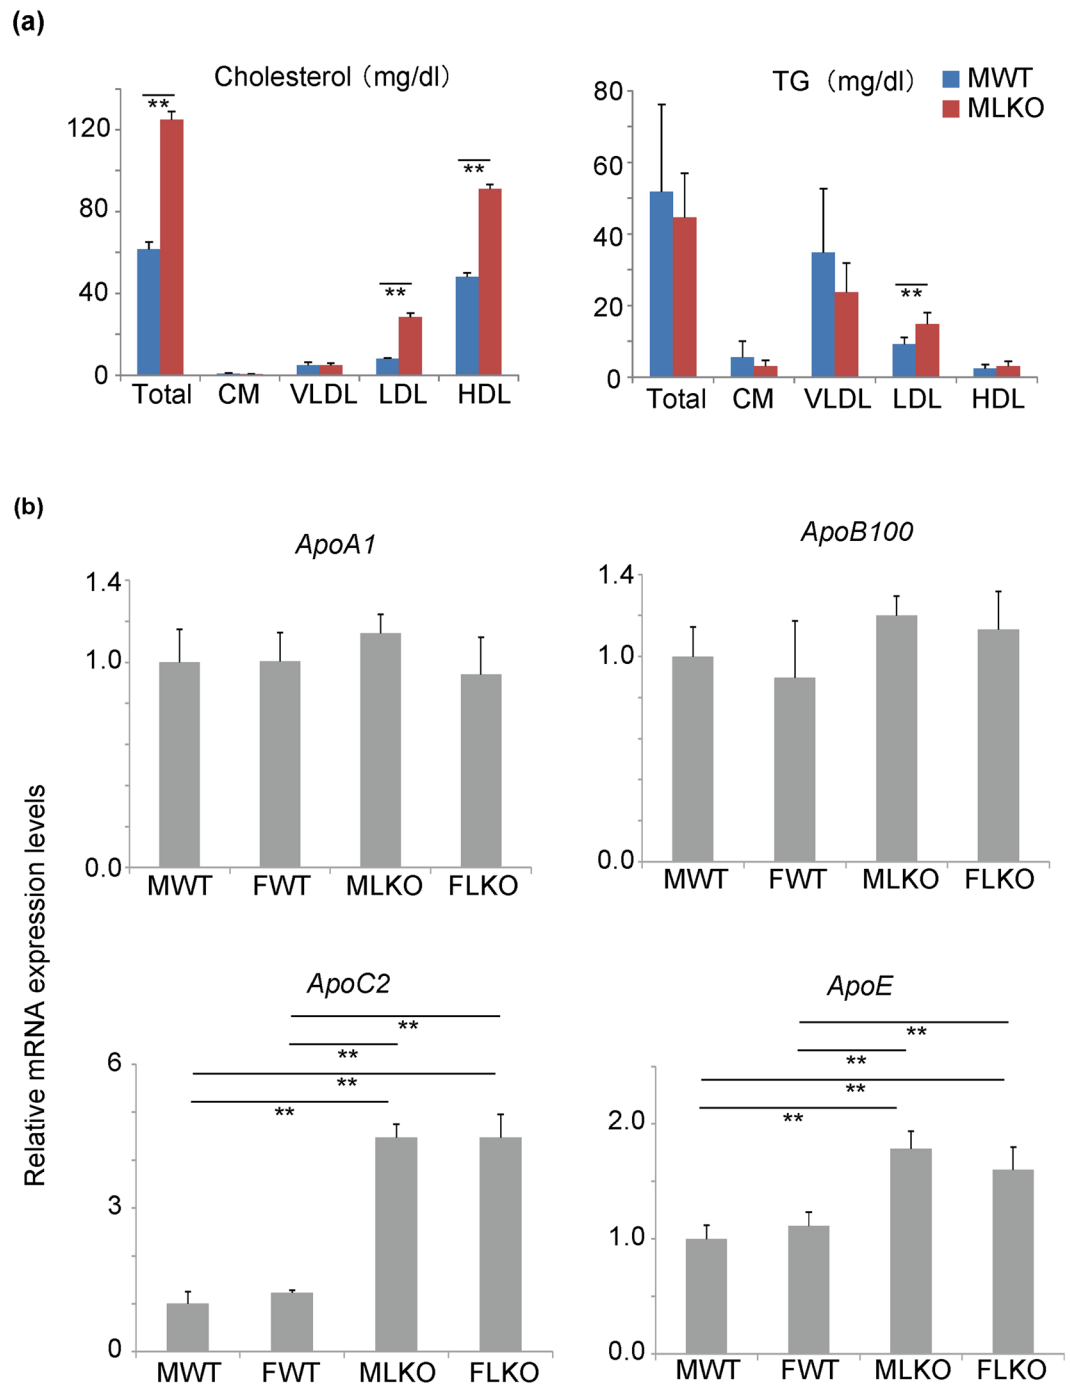 (a)
Cholesterol (mg/dl)
120
80
40
0
**
**
**
Total CM VLDL LDL HDL
TG (mg/dl)
MWT
MLKO
80
60
40
20
0
**
Total CM VLDL LDL HDL
(b)
Relative mRNA expression levels
ApoA1
1.4
1.0
0.0
MWT FWT MLKO FLKO
ApoB100
1.4
1.0
0.0
MWT FWT MLKO FLKO
ApoC2
**
**
**
**
6
3
0
MWT FWT MLKO FLKO
ApoE
**
**
**
**
2.0
1.0
0.0
MWT FWT MLKO FLKO